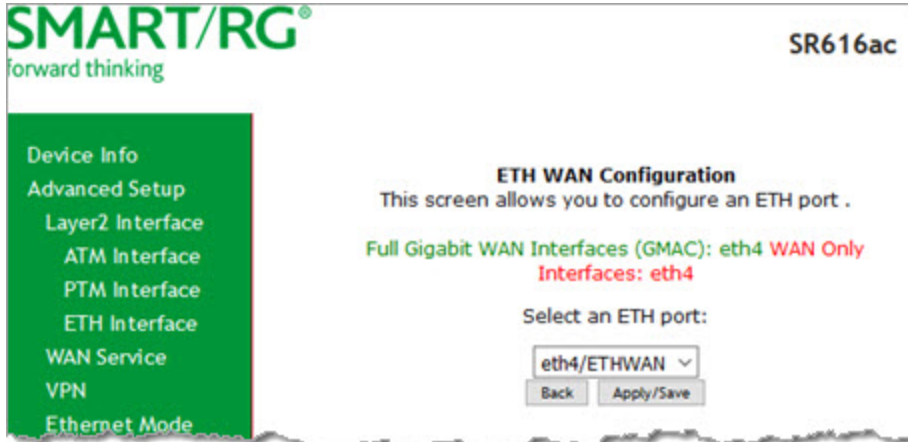 SMART/RG®
forward thinking
SR616ac
Device Info
Advanced Setup
Layer2 Interface
ATM Interface
PTM Interface
ETH Interface
WAN Service
VPN
Ethernet Mode
ETH WAN Configuration
This screen allows you to configure an ETH port .
Full Gigabit WAN Interfaces (GMAC): eth4 WAN Only
Interfaces: eth4
Select an ETH port:
eth4/ETHWAN
Back Apply/Save